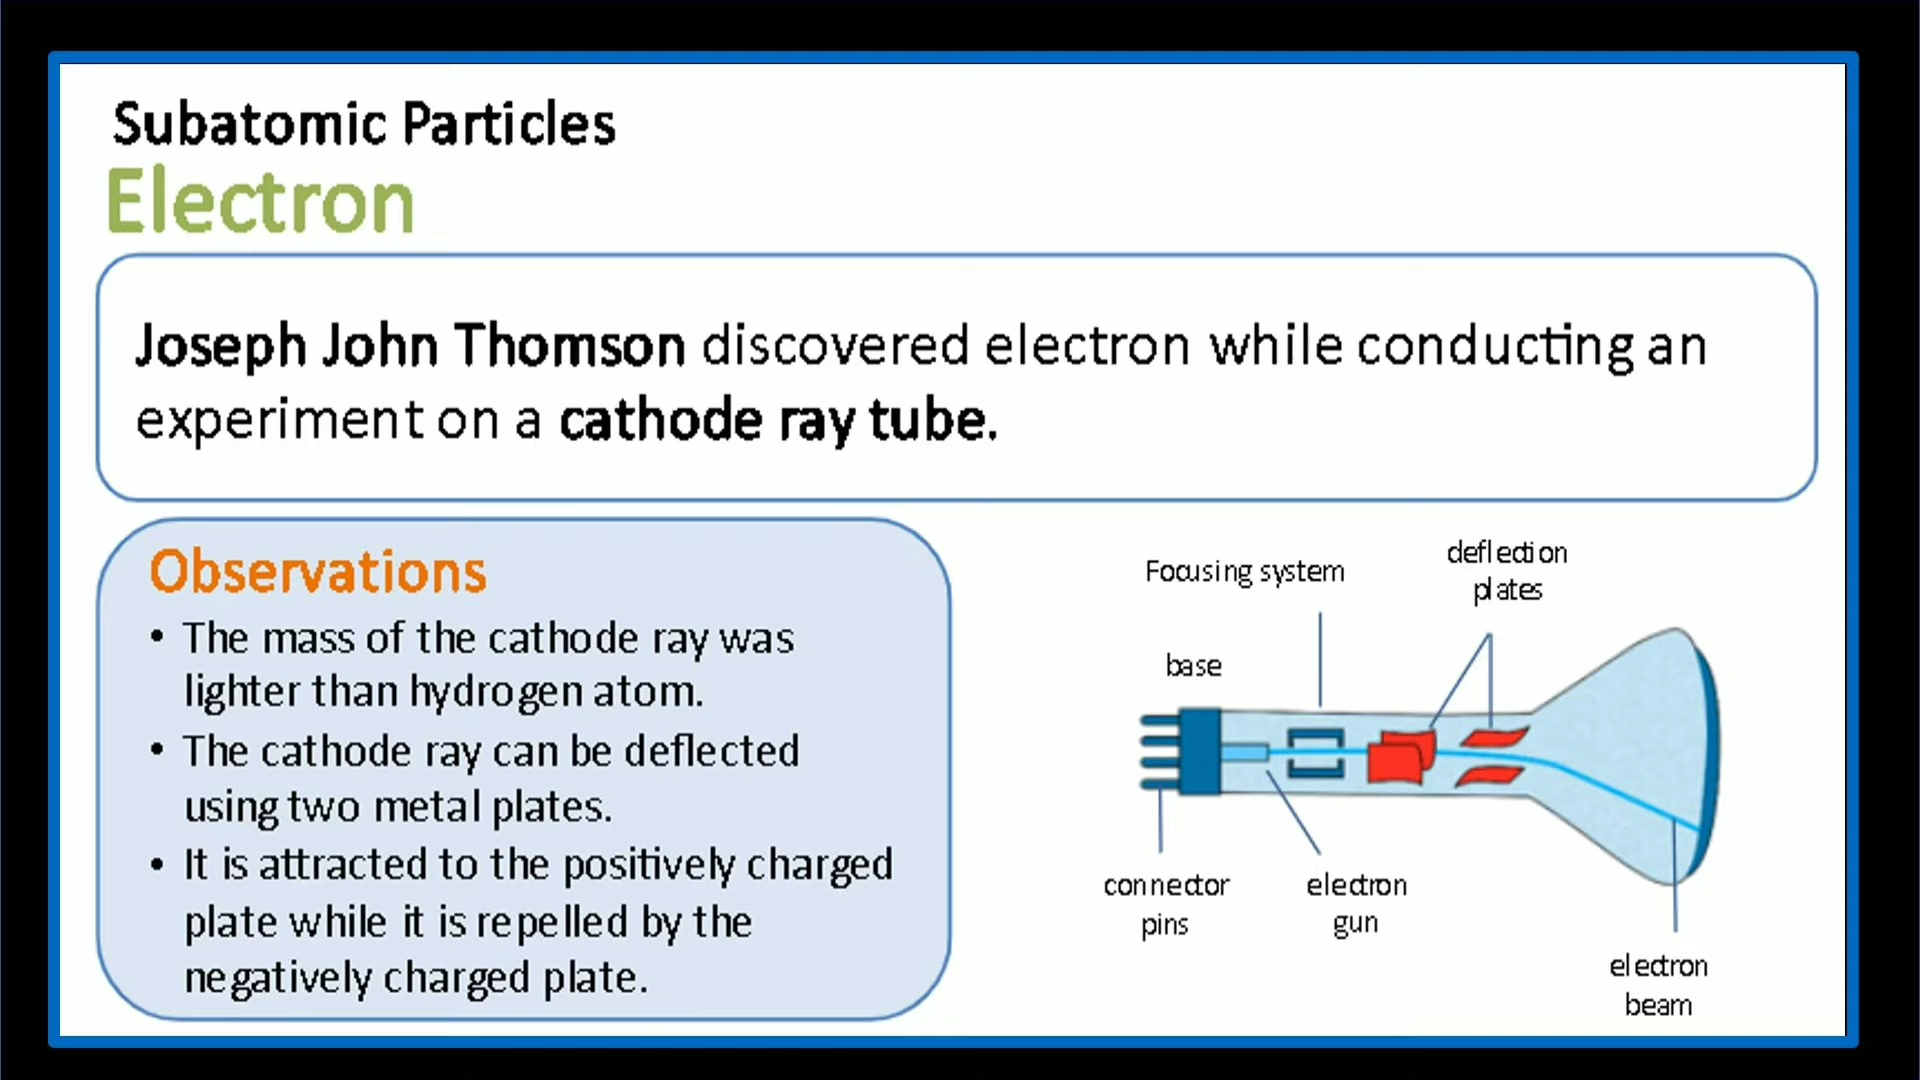 Subatomic Particles
Electron
Joseph John Thomson discovered electron while conducting an
experiment on a cathode ray tube.
Observations
• The mass of the cathode ray was
lighter than hydrogen atom.
• The cathode ray can be deflected
using two metal plates.
• It is attracted to the positively charged
plate while it is repelled by the
negatively charged plate.
Focusing system
deflection
plates
base
connector
pins
electron
gun
electron
beam